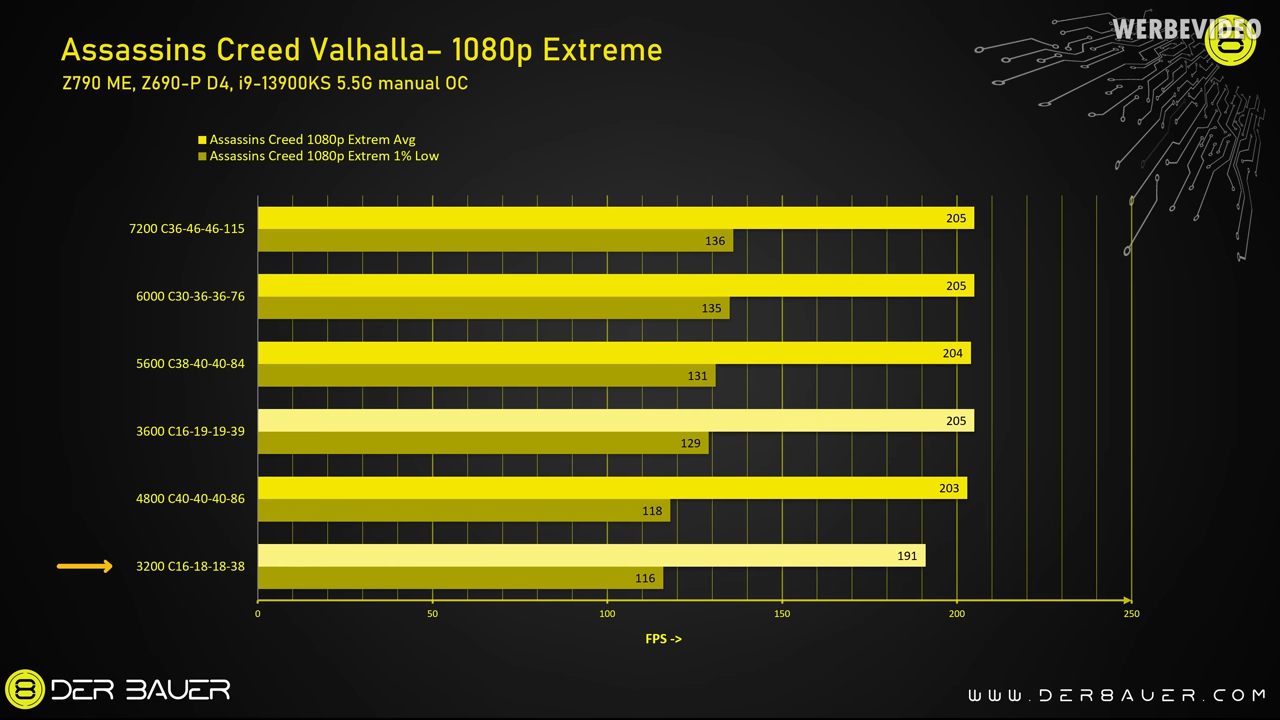 Assassins Creed Valhalla– 1080p Extreme
WERBEVIDEO
Z790 ME, Z690-P D4, i9-13900KS 5.5G manual OC
Assassins Creed 1080p Extrem Avg
Assassins Creed 1080p Extrem 1% Low
7200 C36-46-46-115
205
136
6000 C30-36-36-76
205
135
5600 C38-40-40-84
204
131
3600 C16-19-19-39
205
129
4800 C40-40-40-86
203
118
3200 C16-18-18-38
191
116
0 50 100 150 200 250
FPS ->
8 DER 8AUER
www.DER8AUER.COM